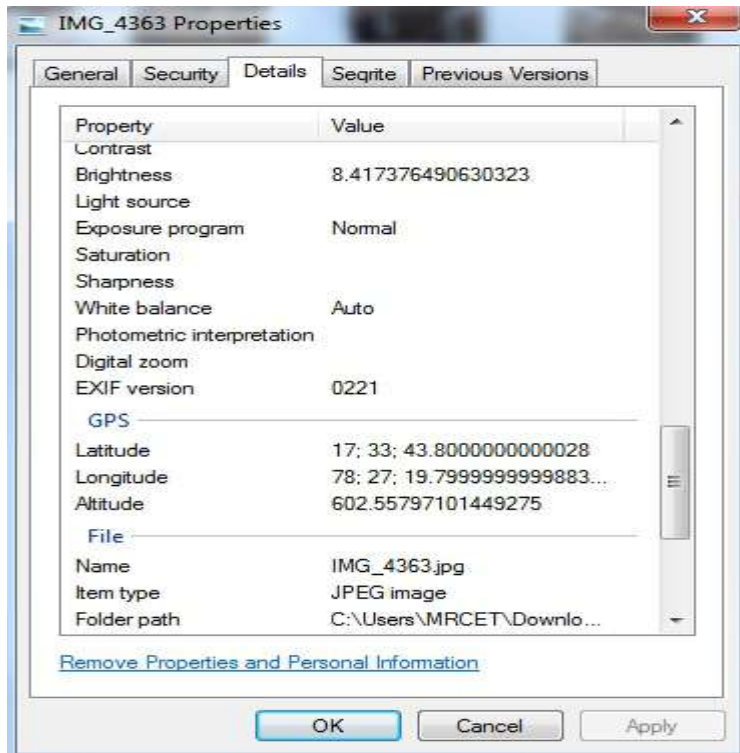 IMG_4363 Properties
General Security Details Seqrite Previous Versions
Property Value
Contrast
Brightness 8.417376490630323
Light source
Exposure program Normal
Saturation
Sharpness
White balance Auto
Photometric interpretation
Digital zoom
EXIF version 0221
GPS
Latitude 17; 33; 43.8000000000028
Longitude 78; 27; 19.7999999999883...
Altitude 602.55797101449275
File
Name IMG_4363.jpg
Item type JPEG image
Folder path C:\Users\MRCET\Downlo...
Remove Properties and Personal Information
OK Cancel Apply